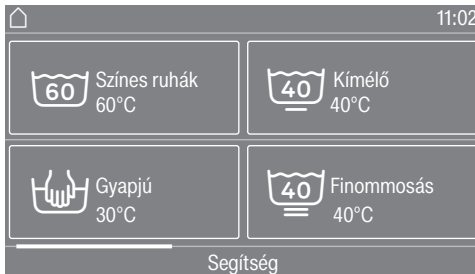 11:02
60
Színes ruhák
60°C
40
Kímélő
40°C
Gyapjú
30°C
40
Finommosás
40°C
Segítség